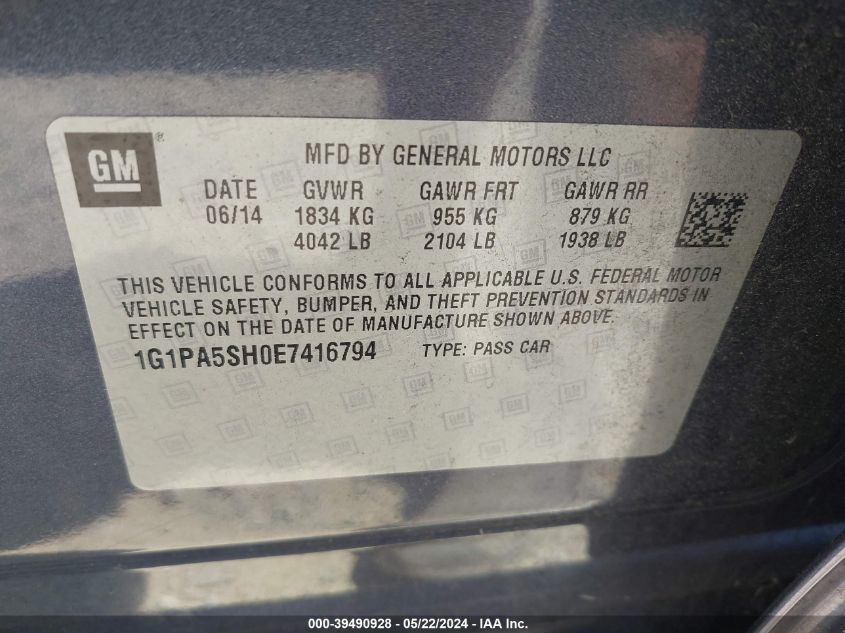 GM
MFD BY GENERAL MOTORS LLC
DATE GVWR GAWR FRT GAWR RR
06/14 1834 KG 955 KG 879 KG
4042 LB 2104 LB 1938 LB
THIS VEHICLE CONFORMS TO ALL APPLICABLE U.S. FEDERAL MOTOR
VEHICLE SAFETY, BUMPER, AND THEFT PREVENTION STANDARDS IN
EFFECT ON THE DATE OF MANUFACTURE SHOWN ABOVE.
1G1PA5SH0E7416794 TYPE: PASS CAR
000-39490928 - 05/22/2024 - IAA Inc.